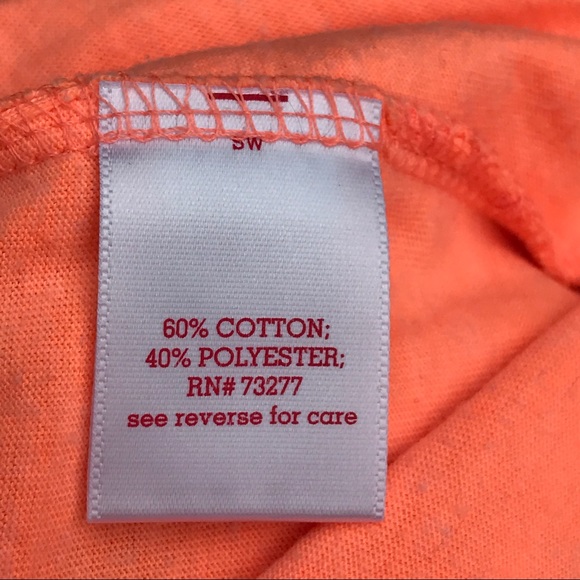 SW
60% COTTON;
40% POLYESTER;
RN# 73277
see reverse for care